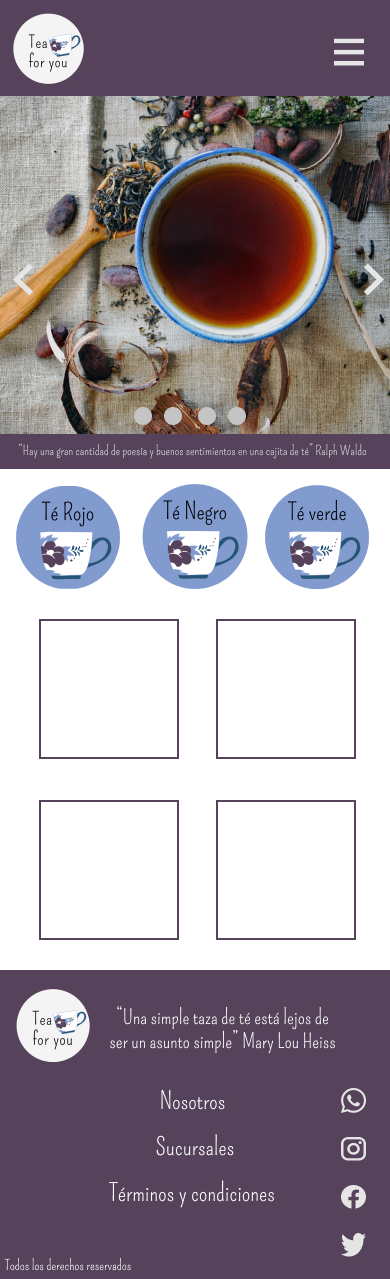 Tea
for you
“Hay una gran cantidad de poesía y buenos sentimientos en una cajita de té” Ralph Waldo
Té Rojo
Té Negro
Té verde
Tea
for you
“Una simple taza de té está lejos de
ser un asunto simple” Mary Lou Heiss
Nosotros
Sucursales
Términos y condiciones
Todos los derechos reservados